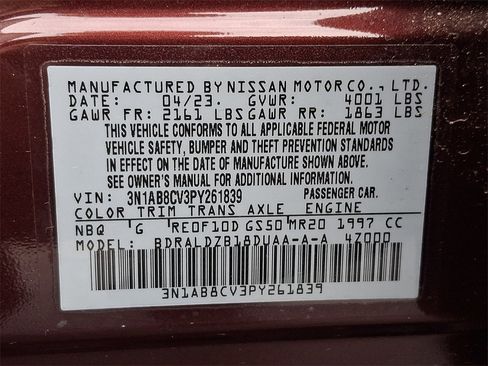 MANUFACTURED BY NISSAN MOTOR CO., LTD.
DATE: 04/23. GVWR: 4001 LBS
GAWR FR: 2161 LBS GAWR RR: 1863 LBS
THIS VEHICLE CONFORMS TO ALL APPLICABLE FEDERAL MOTOR
VEHICLE SAFETY, BUMPER AND THEFT PREVENTION STANDARDS
IN EFFECT ON THE DATE OF MANUFACTURE SHOWN ABOVE.
SEE OWNER'S MANUAL FOR ADDITIONAL INFORMATION.
VIN: 3N1AB8CV3PY261839 PASSENGER CAR.
COLOR TRIM TRANS AXLE ENGINE
NBQ G RE0F10D GS50 MR20 1997 CC
MODEL: BDRALDZB18DUAA-A-A 4Z000
3N1AB8CV3PY261839